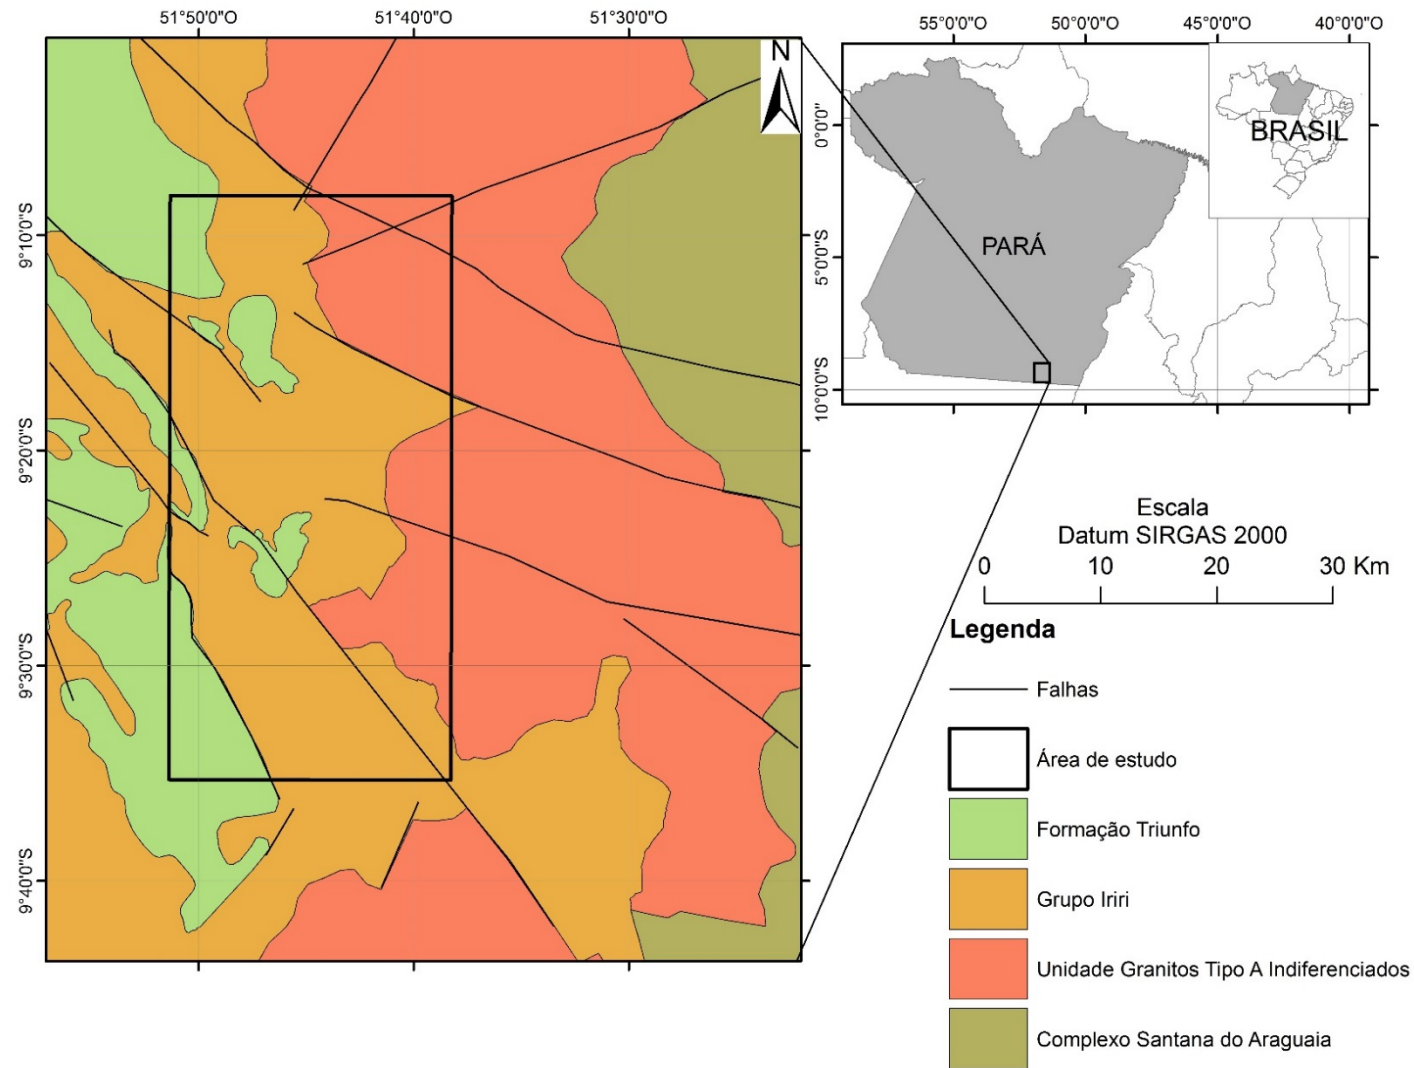 51°50'0"O
51°40'0"O
51°30'0"O
N
9°10'0"S
9°20'0"S
9°30'0"S
9°40'0"S
55°0'0"O
50°0'0"O
45°0'0"O
40°0'0"O
0°0'0"
5°0'0"S
10°0'0"S
BRASIL
PARÁ
Escala
Datum SIRGAS 2000
0 10 20 30 Km
Legenda
Falhas
Área de estudo
Formação Triunfo
Grupo Iriri
Unidade Granitos Tipo A Indiferenciados
Complexo Santana do Araguaia